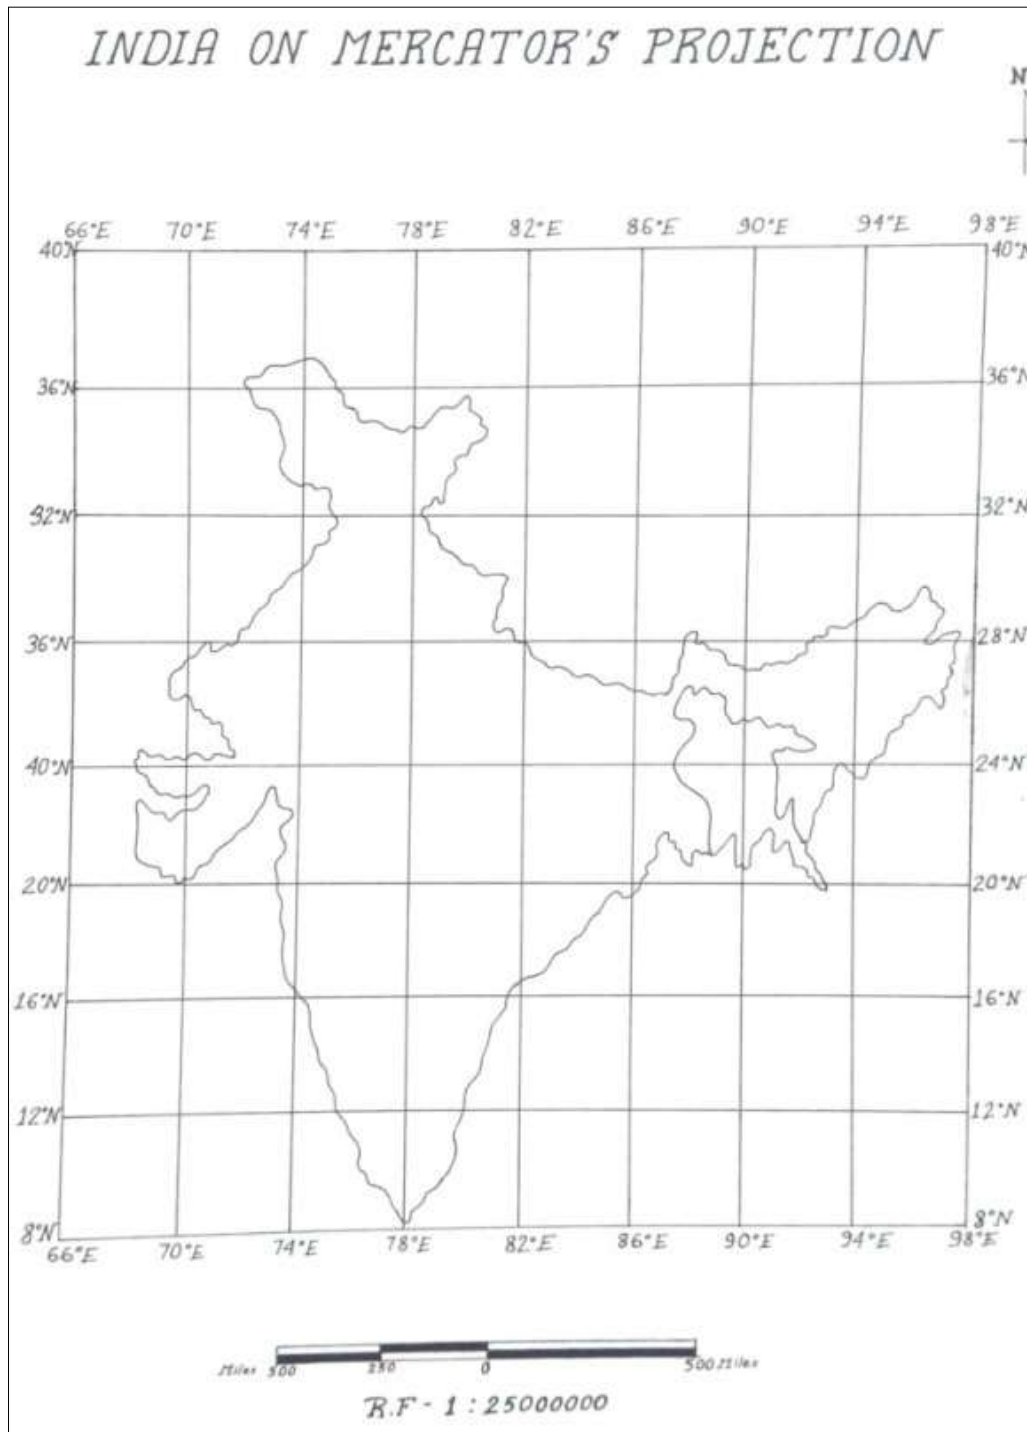 INDIA ON MERCATOR'S PROJECTION
N
66°E 70°E 74°E 78°E 82°E 86°E 90°E 94°E 98°E
40°N 40°N
36°N 36°N
32°N 32°N
36°N 28°N
40°N 24°N
20°N 20°N
16°N 16°N
12°N 12°N
8°N 8°N
66°E 70°E 74°E 78°E 82°E 86°E 90°E 94°E 98°E
Miles 500 250 0 500 Miles
R.F - 1 : 25000000